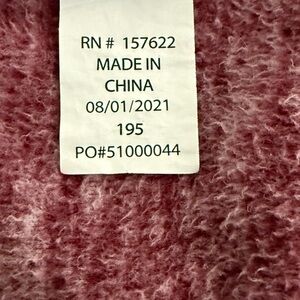 RN # 157622
MADE IN
CHINA
08/01/2021
195
PO#51000044